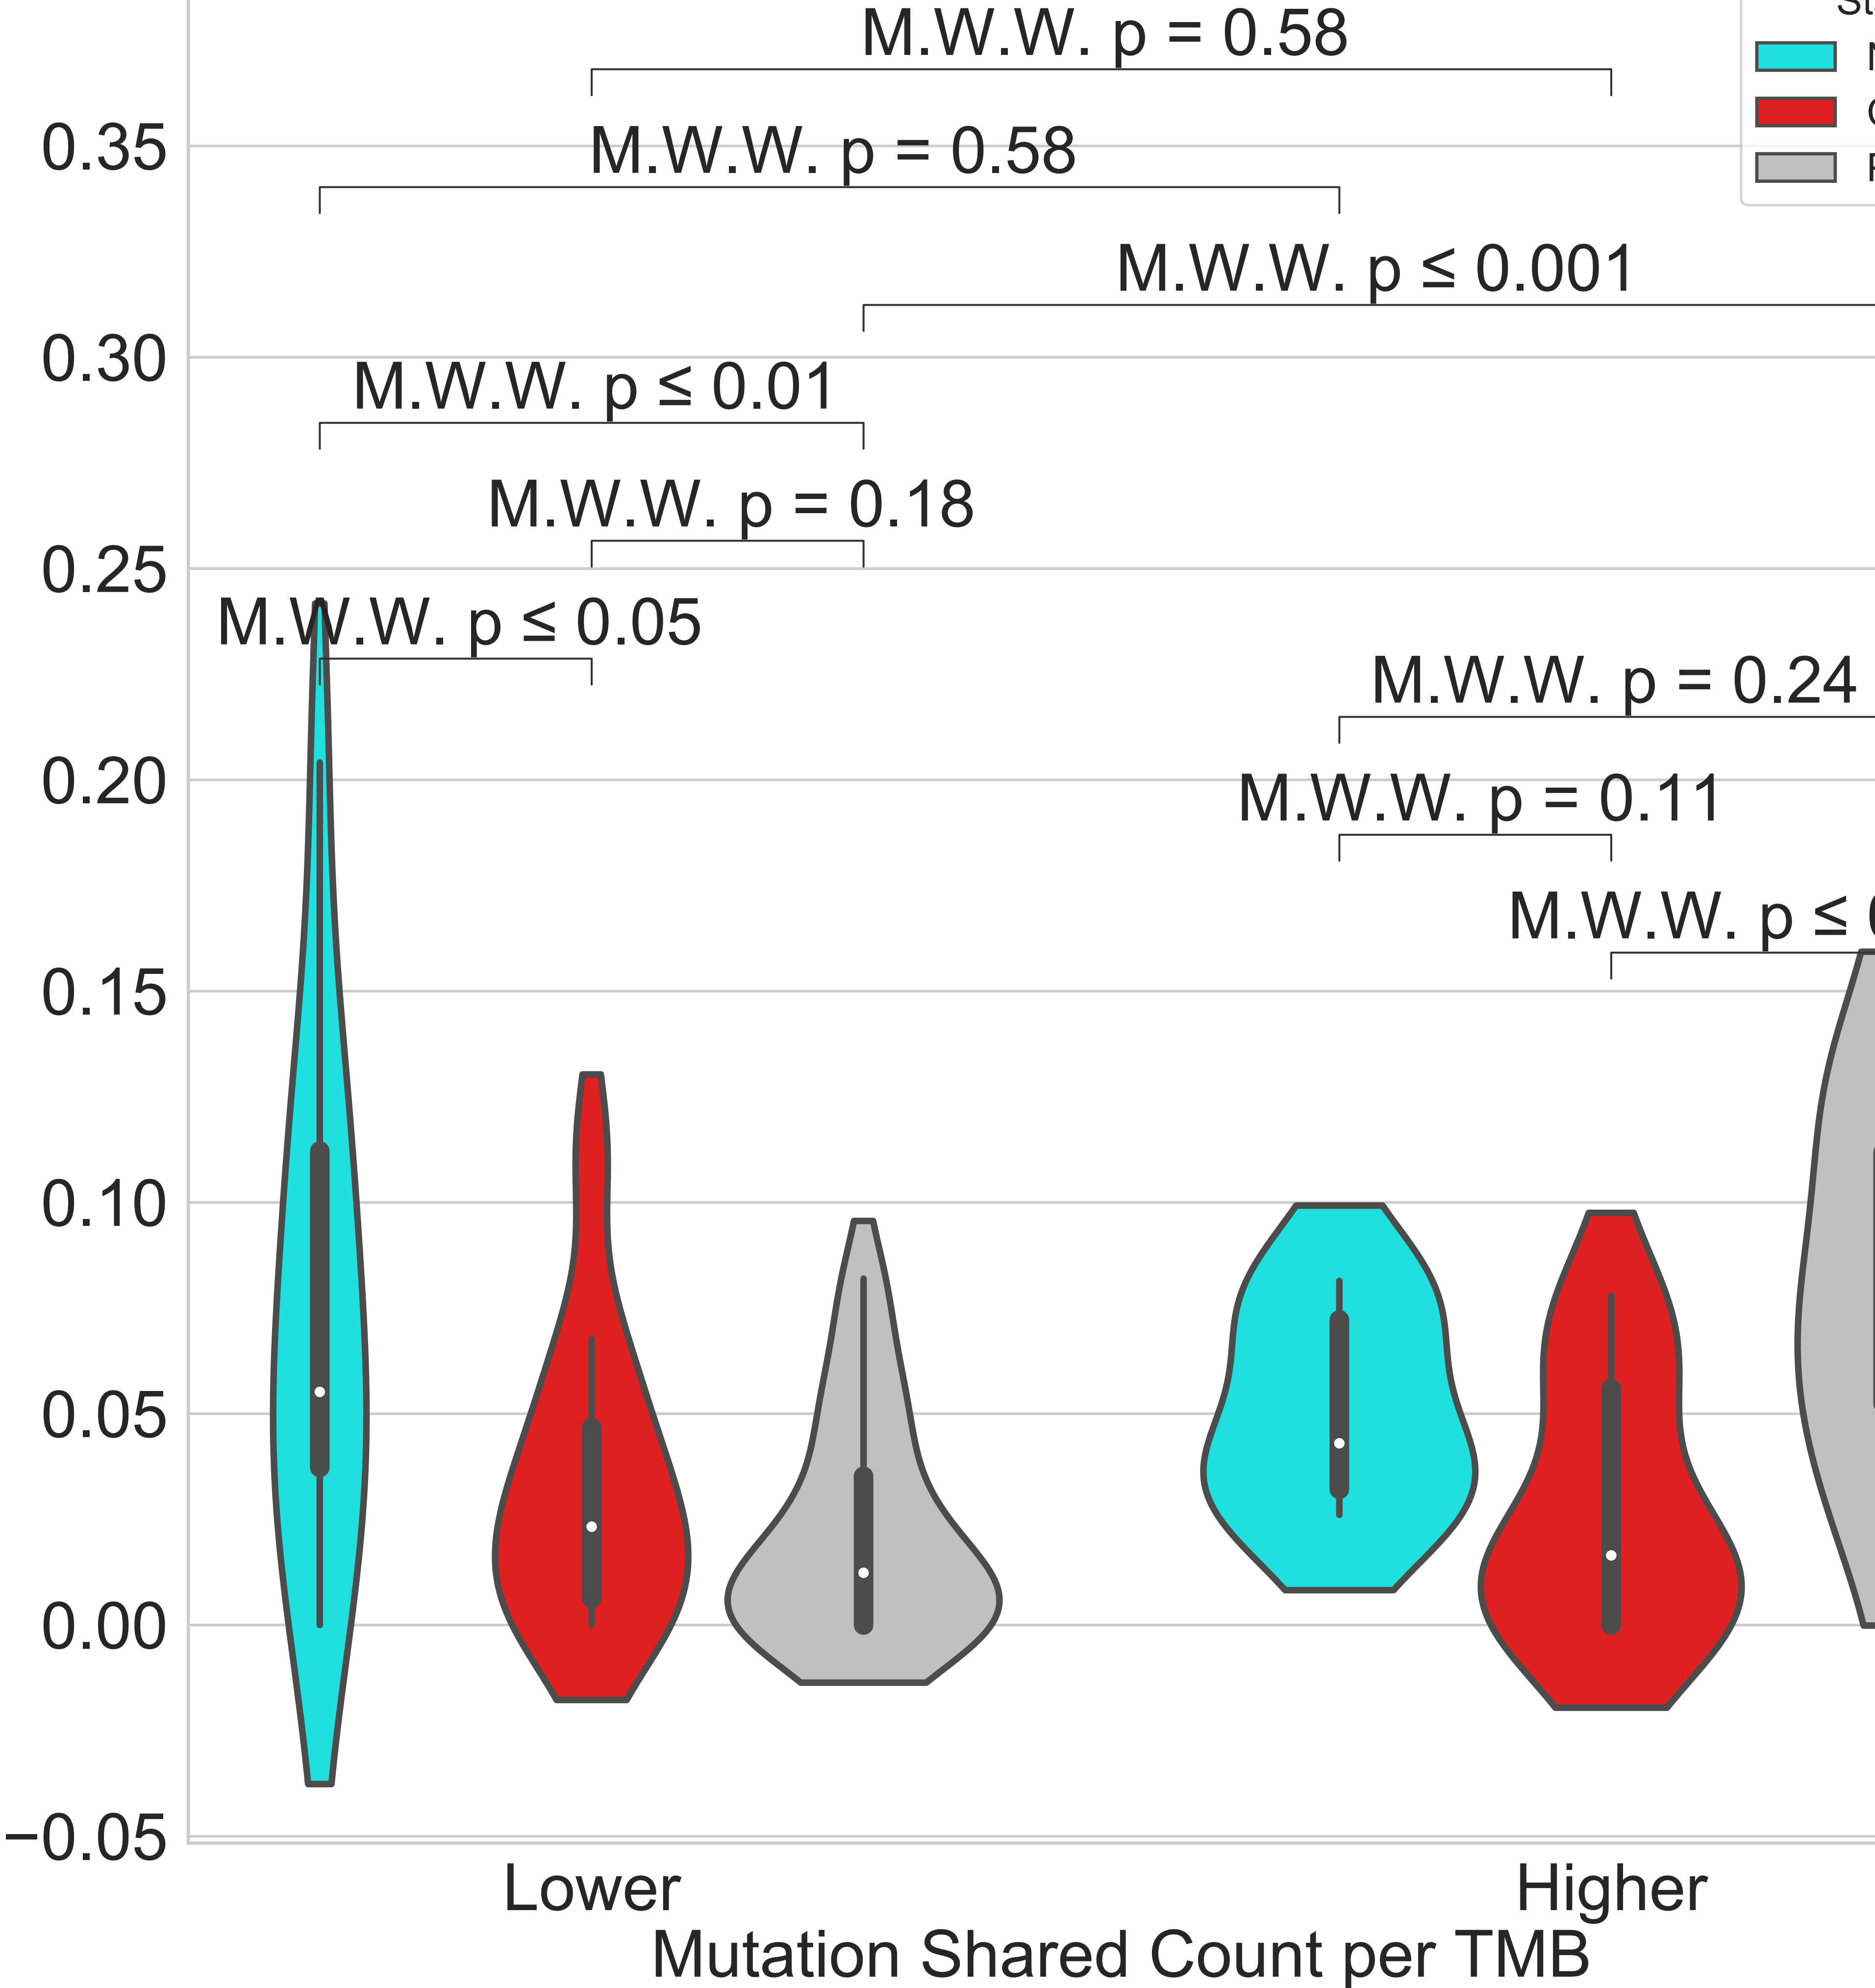 M.W.W. p = 0.58
0.35
M.W.W. p = 0.58
M.W.W. p ≤ 0.001
0.30
M.W.W. p ≤ 0.01
M.W.W. p = 0.18
0.25
M.W.W. p ≤ 0.05
M.W.W. p = 0.24
0.20
M.W.W. p = 0.11
M.W.W. p ≤
0.15
0.10
0.05
0.00
−0.05
Lower Higher
Mutation Shared Count per TMB